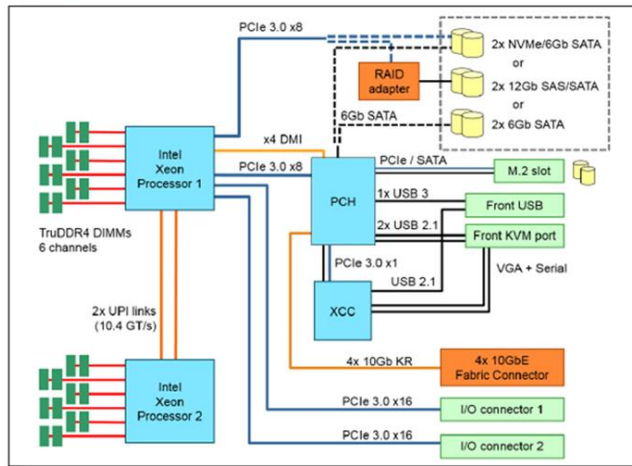 PCIe 3.0 x8
2x NVMe/6Gb SATA
or
RAID
adapter
2x 12Gb SAS/SATA
or
6Gb SATA
2x 6Gb SATA
x4 DMI
Intel
Xeon
Processor 1
PCIe 3.0 x8
PCH
PCIe / SATA
M.2 slot
1x USB 3
Front USB
2x USB 2.1
Front KVM port
TruDDR4 DIMMs
6 channels
PCIe 3.0 x1
VGA + Serial
USB 2.1
XCC
2x UPI links
(10.4 GT/s)
4x 10Gb KR
4x 10GbE
Fabric Connector
Intel
Xeon
Processor 2
PCIe 3.0 x16
I/O connector 1
PCIe 3.0 x16
I/O connector 2